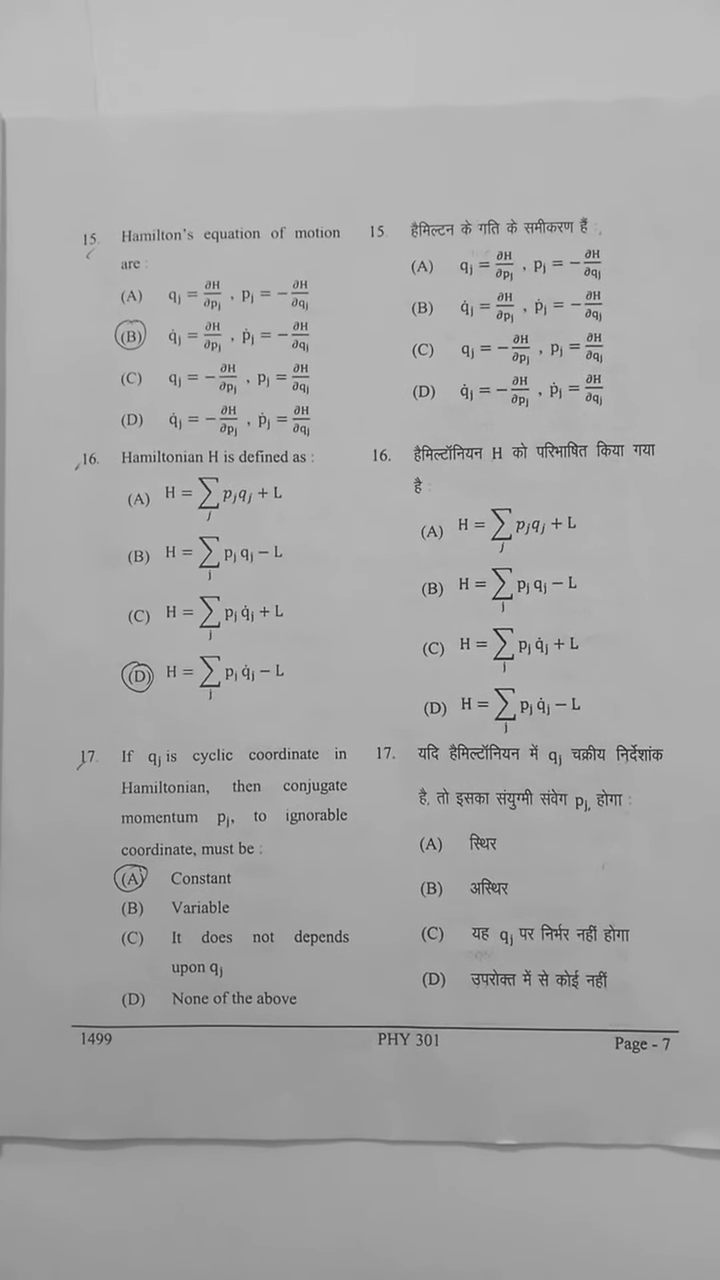 15. Hamilton's equation of motion
are :
(A) qⱼ = ∂H/∂pⱼ , pⱼ = − ∂H/∂qⱼ
(B) q̇ⱼ = ∂H/∂pⱼ , ṗⱼ = − ∂H/∂qⱼ
(C) qⱼ = − ∂H/∂pⱼ , pⱼ = ∂H/∂qⱼ
(D) q̇ⱼ = − ∂H/∂pⱼ , ṗⱼ = ∂H/∂qⱼ
16. Hamiltonian H is defined as :
(A) H = ∑ⱼ pⱼqⱼ + L
(B) H = ∑ⱼ pⱼ qⱼ − L
(C) H = ∑ⱼ pⱼ q̇ⱼ + L
(D) H = ∑ⱼ pⱼ q̇ⱼ − L
17. If qⱼ is cyclic coordinate in
Hamiltonian, then conjugate
momentum pⱼ, to ignorable
coordinate, must be :
(A) Constant
(B) Variable
(C) It does not depends
upon qⱼ
(D) None of the above
15 हैमिल्टन के गति के समीकरण हैं :
(A) qⱼ = ∂H/∂pⱼ , pⱼ = − ∂H/∂qⱼ
(B) q̇ⱼ = ∂H/∂pⱼ , ṗⱼ = − ∂H/∂qⱼ
(C) qⱼ = − ∂H/∂pⱼ , pⱼ = ∂H/∂qⱼ
(D) q̇ⱼ = − ∂H/∂pⱼ , ṗⱼ = ∂H/∂qⱼ
16. हैमिल्टॉनियन H को परिभाषित किया गया
है :
(A) H = ∑ⱼ pⱼqⱼ + L
(B) H = ∑ⱼ pⱼ qⱼ − L
(C) H = ∑ⱼ pⱼ q̇ⱼ + L
(D) H = ∑ⱼ pⱼ q̇ⱼ − L
17. यदि हैमिल्टॉनियन में qⱼ चक्रीय निर्देशांक
है, तो इसका संयुग्मी संवेग pⱼ, होगा :
(A) स्थिर
(B) अस्थिर
(C) यह qⱼ पर निर्भर नहीं होगा
(D) उपरोक्त में से कोई नहीं
1499 PHY 301 Page - 7